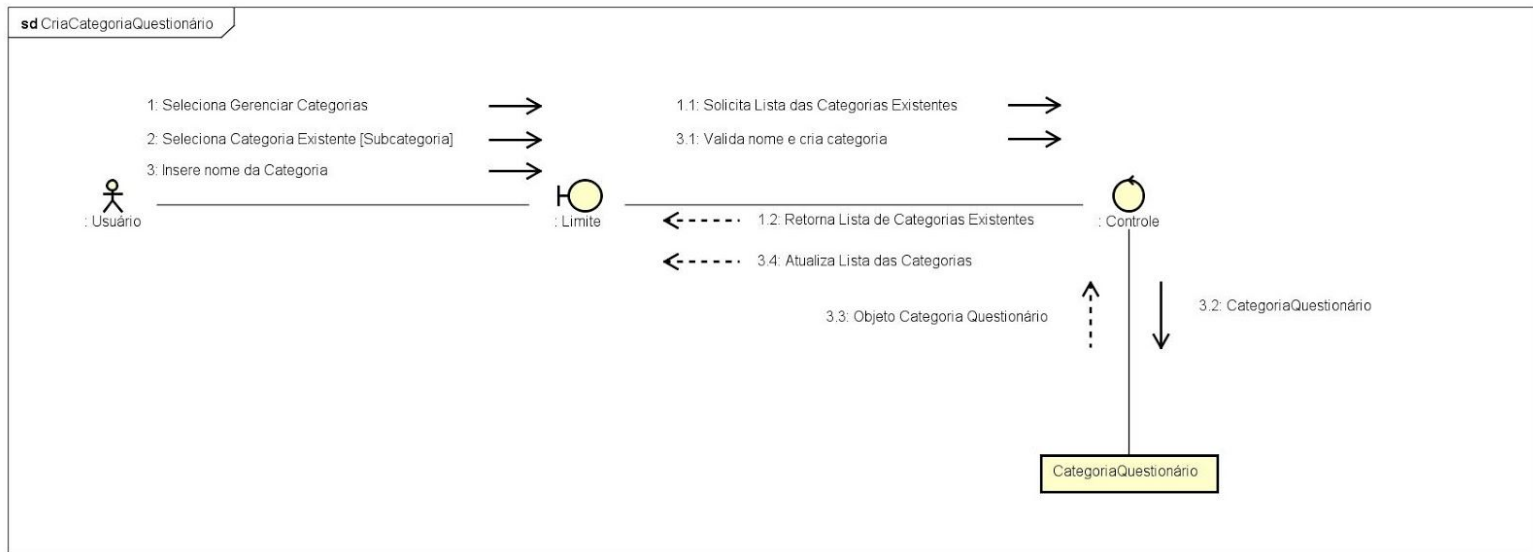 sd CriaCategoriaQuestionário
1: Seleciona Gerenciar Categorias
1.1: Solicita Lista das Categorias Existentes
2: Seleciona Categoria Existente [Subcategoria]
3.1: Valida nome e cria categoria
3: Insere nome da Categoria
: Usuário
: Limite
1.2: Retorna Lista de Categorias Existentes
: Controle
3.4: Atualiza Lista das Categorias
3.3: Objeto Categoria Questionário
3.2: CategoriaQuestionário
CategoriaQuestionário